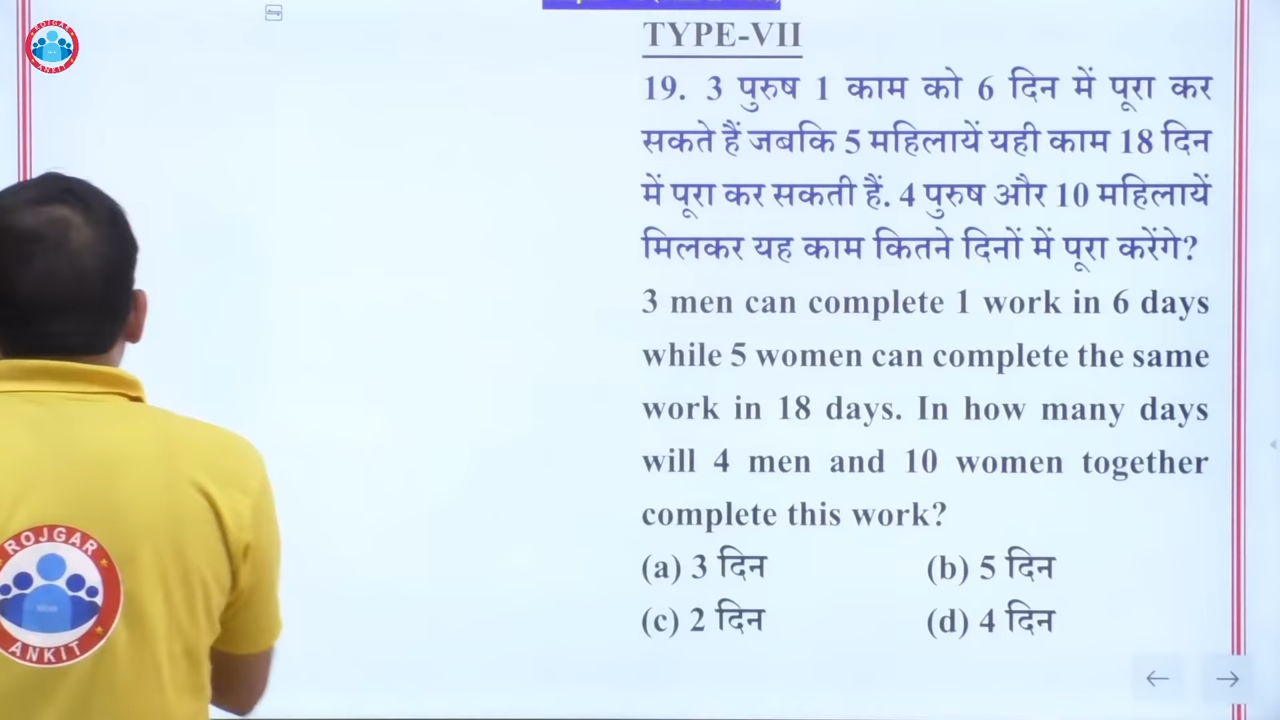 ROJGAR
ANKIT
TYPE-VII
19. 3 पुरुष 1 काम को 6 दिन में पूरा कर
सकते हैं जबकि 5 महिलायें यही काम 18 दिन
में पूरा कर सकती हैं. 4 पुरुष और 10 महिलायें
मिलकर यह काम कितने दिनों में पूरा करेंगे?
3 men can complete 1 work in 6 days
while 5 women can complete the same
work in 18 days. In how many days
will 4 men and 10 women together
complete this work?
(a) 3 दिन (b) 5 दिन
(c) 2 दिन (d) 4 दिन
ROJGAR
ANKIT